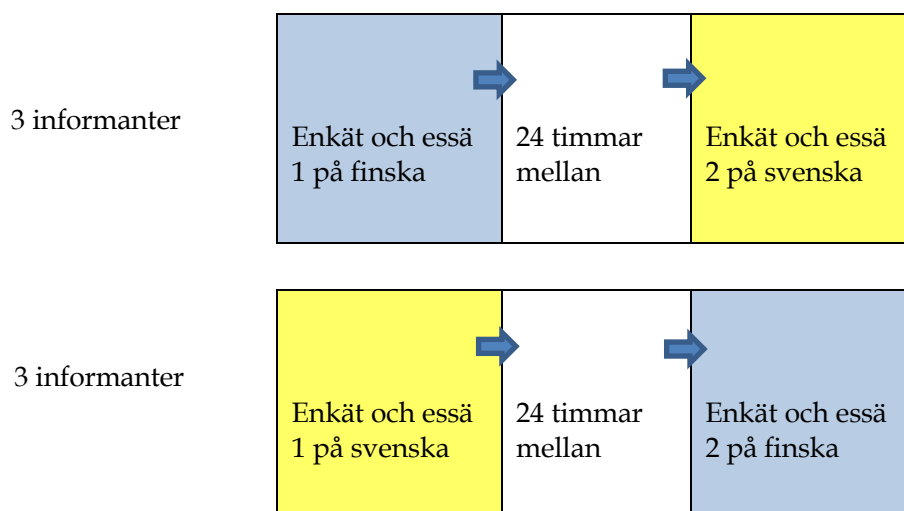 3 informanter
Enkät och essä
1 på finska
24 timmar
mellan
Enkät och essä
2 på svenska
3 informanter
Enkät och essä
1 på svenska
24 timmar
mellan
Enkät och essä
2 på finska